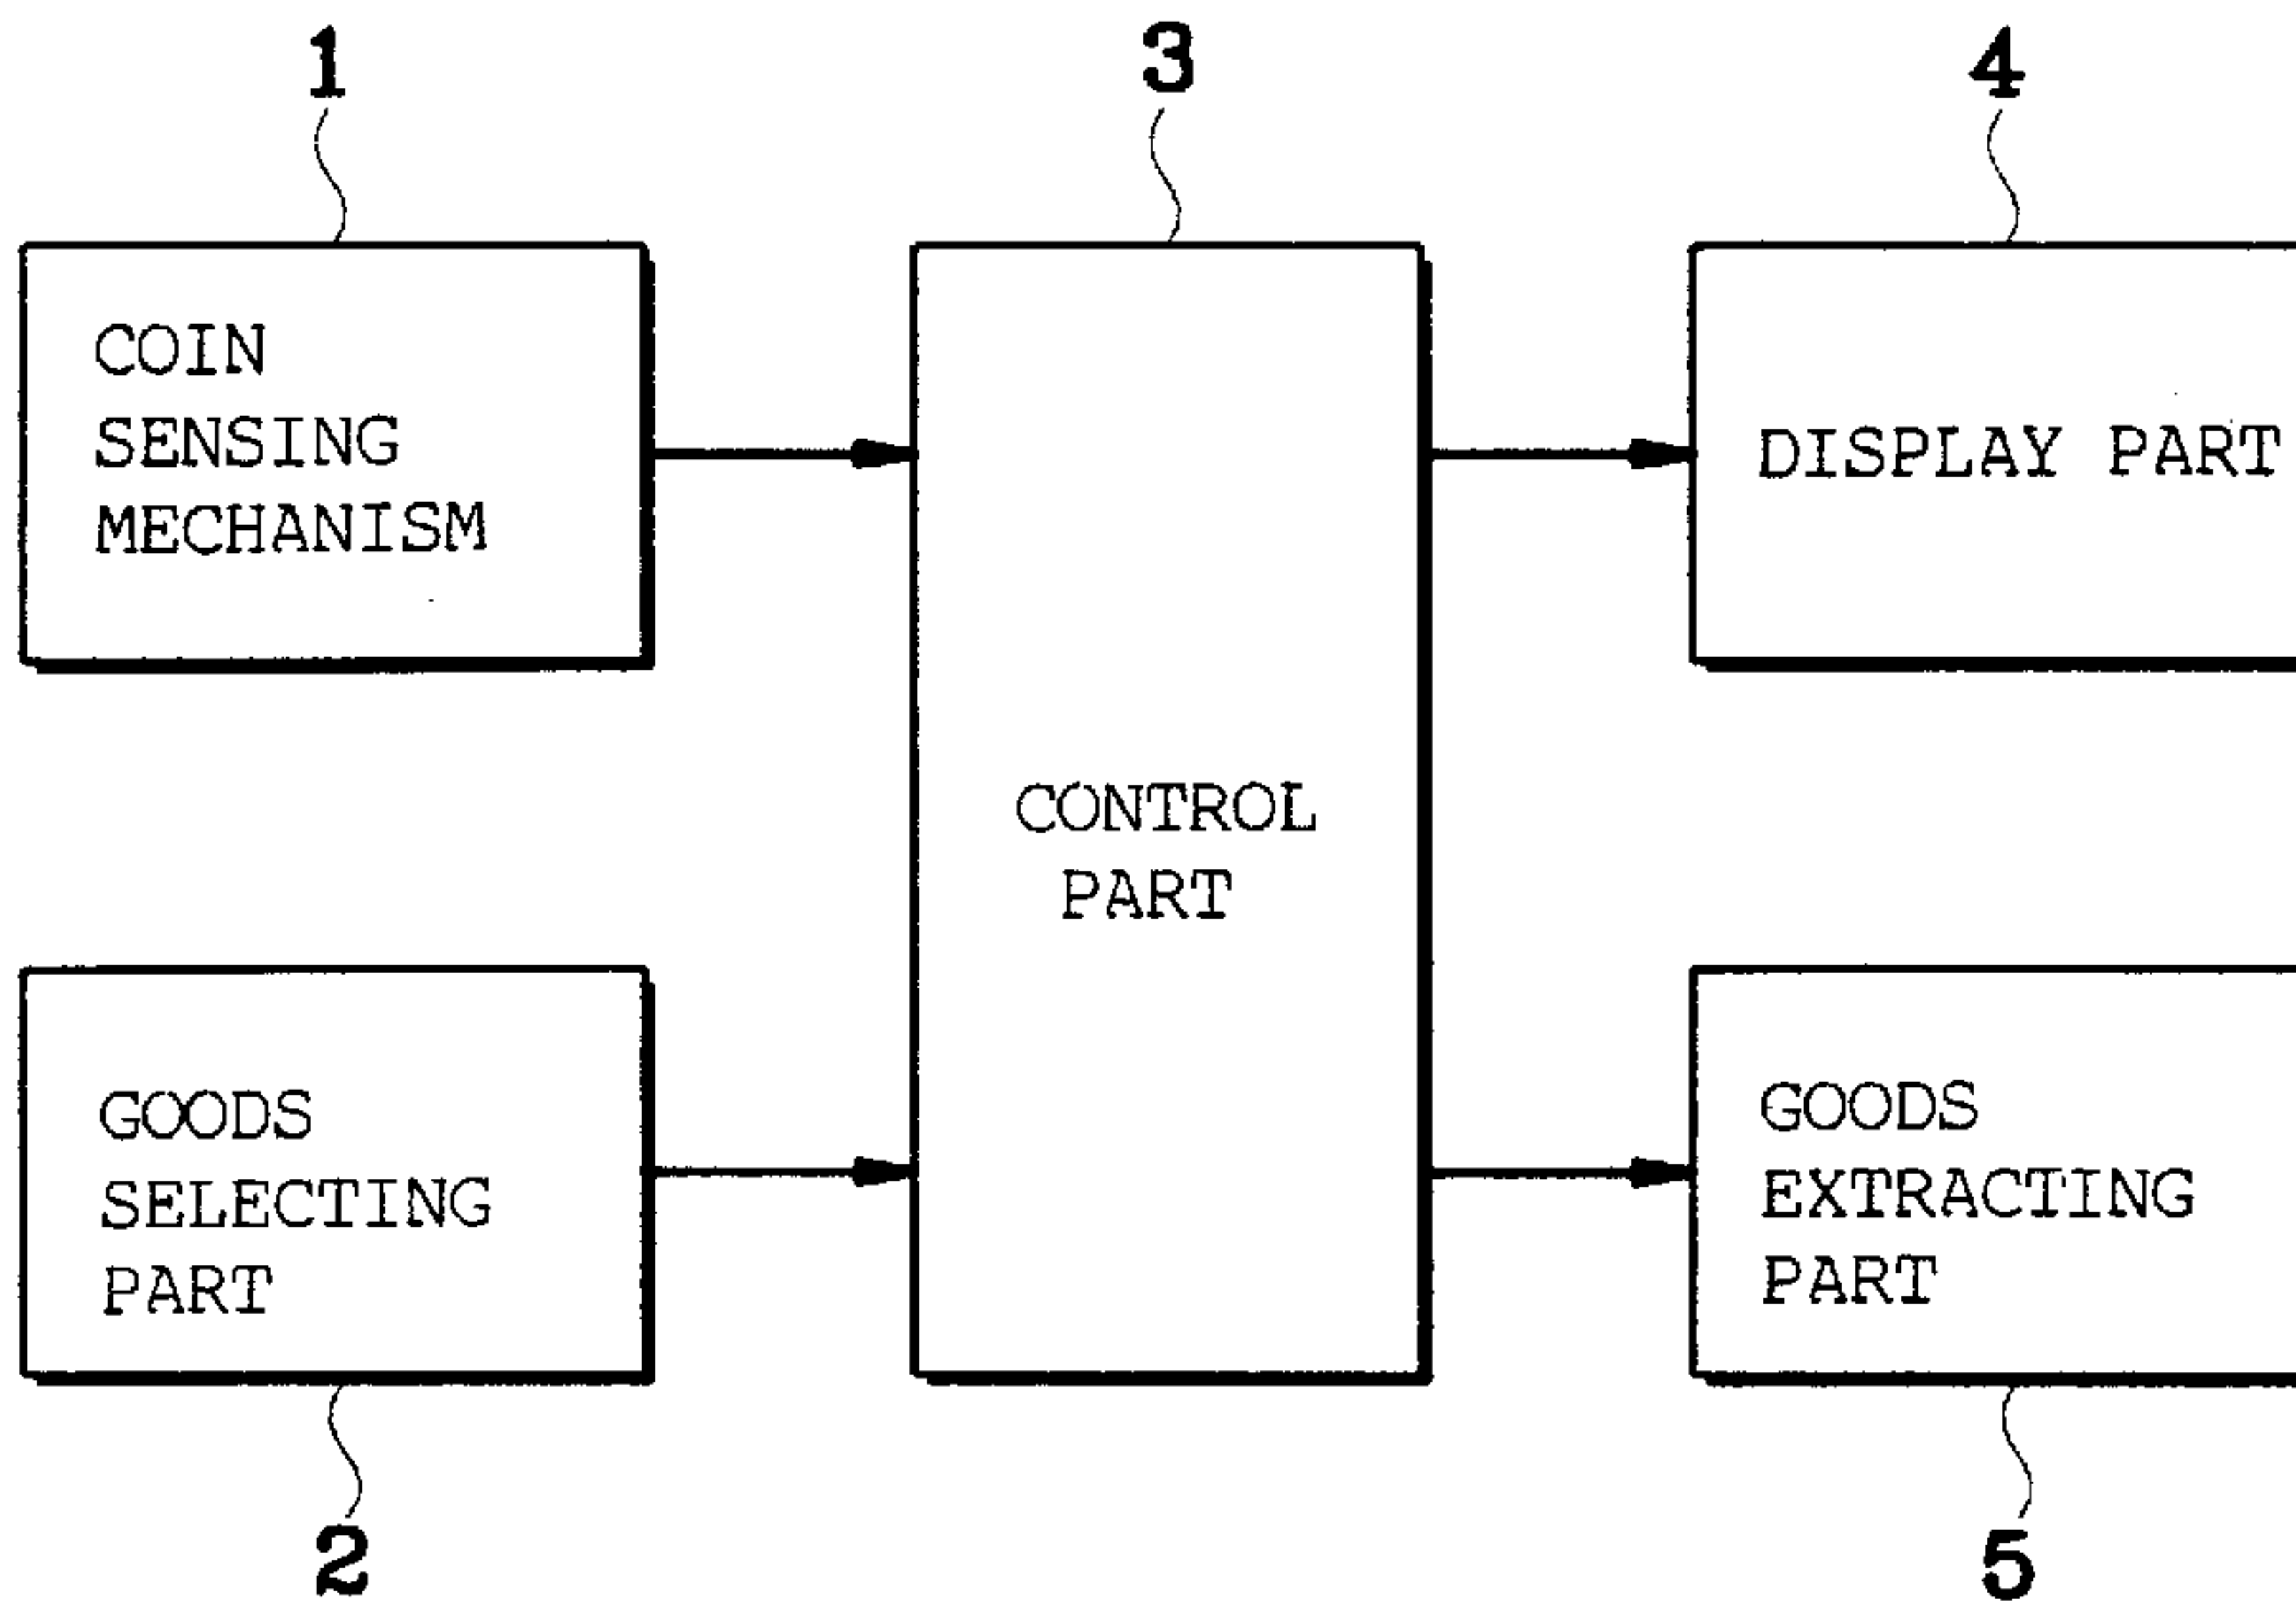 1
3
4
COIN
SENSING
MECHANISM
CONTROL
PART
DISPLAY PART
GOODS
SELECTING
PART
GOODS
EXTRACTING
PART
2
5